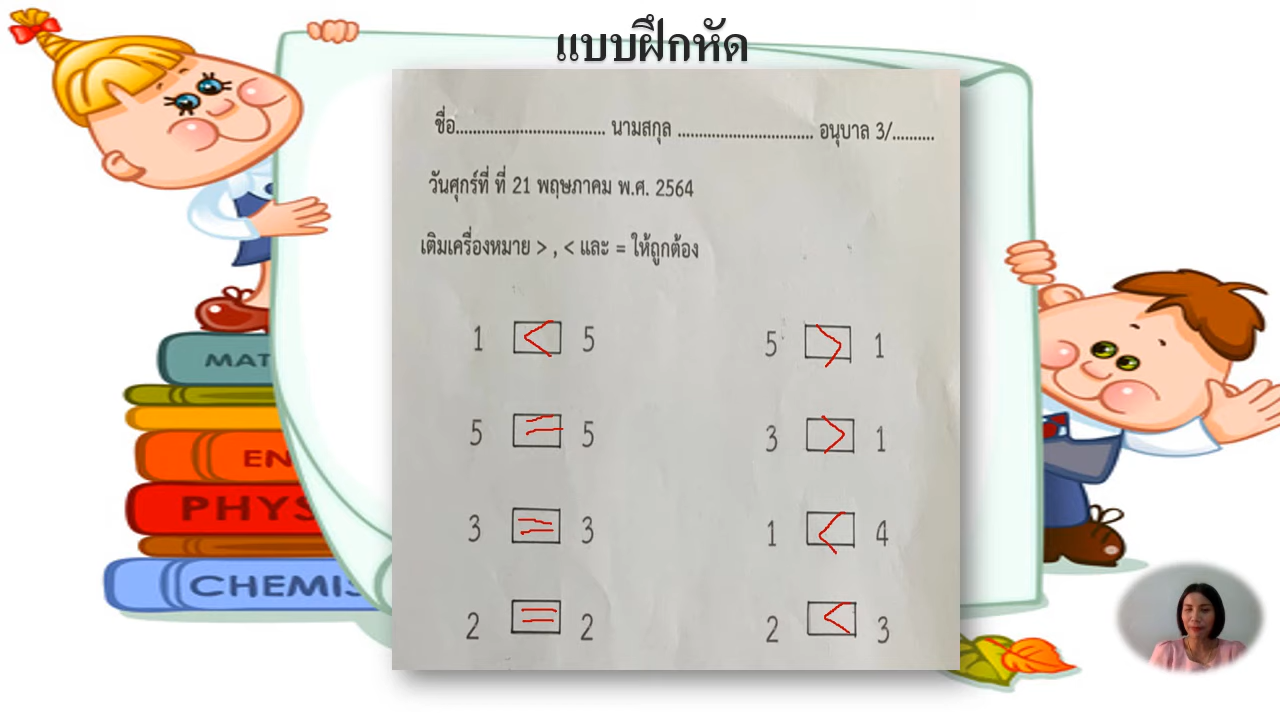 แบบฝึกหัด
ชื่อ.................................... นามสกุล ................................ อนุบาล 3/..........
วันศุกร์ที่ ที่ 21 พฤษภาคม พ.ศ. 2564
เติมเครื่องหมาย > , < และ = ให้ถูกต้อง
1 < 5 5 > 1
5 = 5 3 > 1
3 = 3 1 < 4
2 = 2 2 < 3
MAT
EN
PHYS
CHEMIS